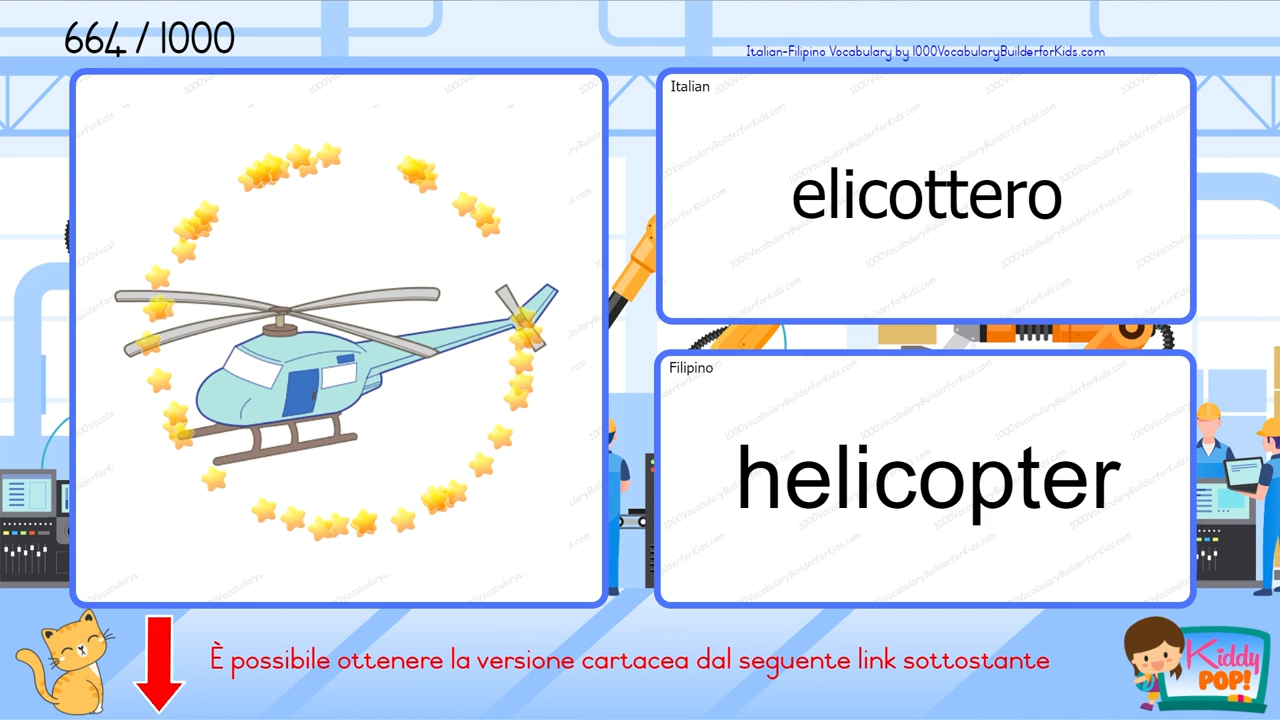 664 / 1000
Italian-Filipino Vocabulary by 1000VocabularyBuilderforKids.com
Italian
elicottero
Filipino
helicopter
È possibile ottenere la versione cartacea dal seguente link sottostante
Kiddy
POP!